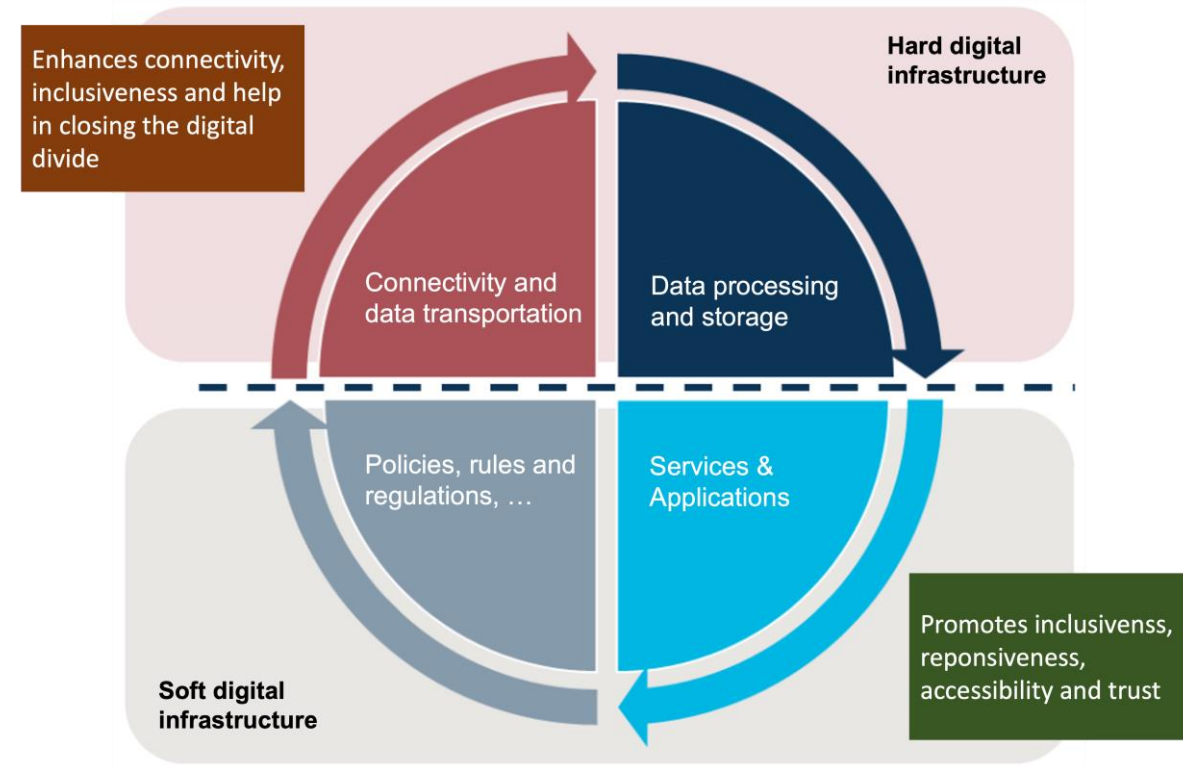 Enhances connectivity,
inclusiveness and help
in closing the digital
divide
Hard digital
infrastructure
Connectivity and
data transportation
Data processing
and storage
Policies, rules and
regulations, …
Services &
Applications
Soft digital
infrastructure
Promotes inclusivenss,
reponsiveness,
accessibility and trust